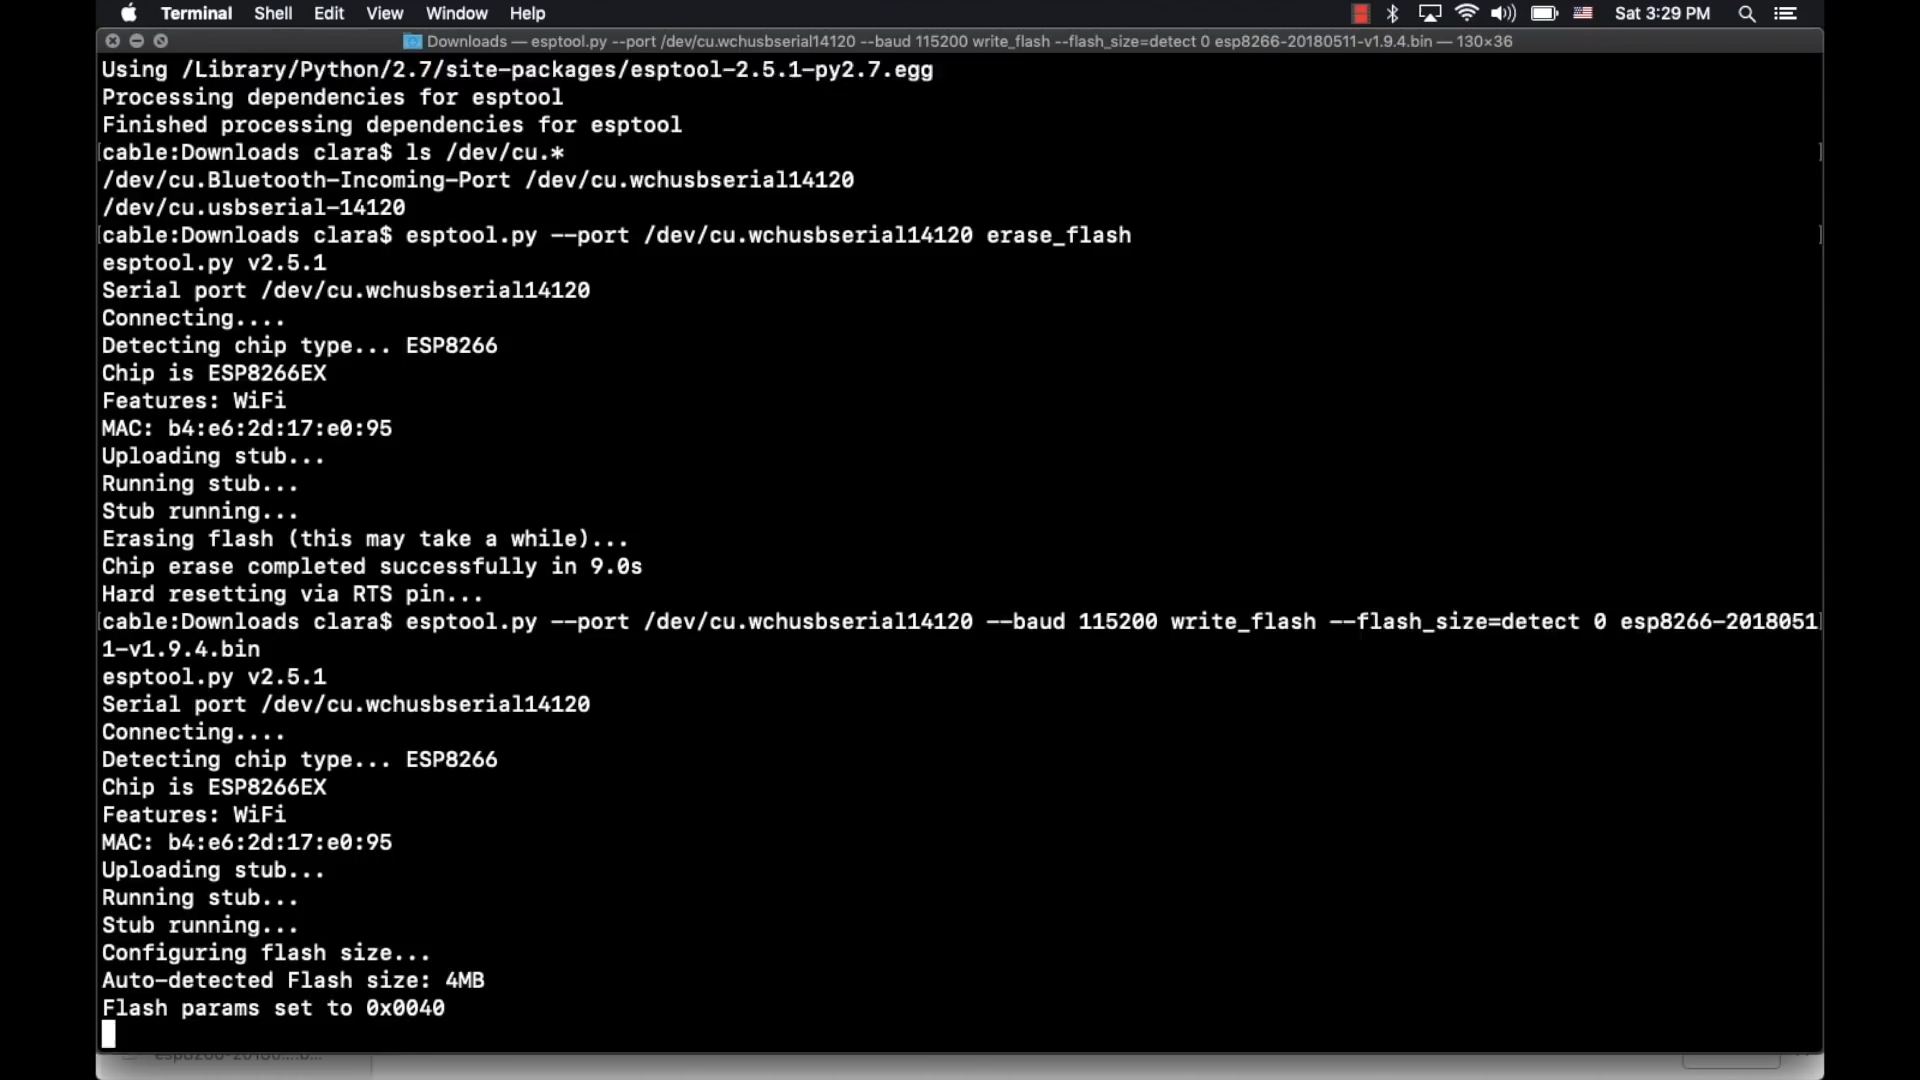 Terminal Shell Edit View Window Help Sat 3:29 PM
Downloads — esptool.py --port /dev/cu.wchusbserial14120 --baud 115200 write_flash --flash_size=detect 0 esp8266-20180511-v1.9.4.bin — 130×36
Using /Library/Python/2.7/site-packages/esptool-2.5.1-py2.7.egg
Processing dependencies for esptool
Finished processing dependencies for esptool
[cable:Downloads clara$ ls /dev/cu.* ]
/dev/cu.Bluetooth-Incoming-Port /dev/cu.wchusbserial14120
/dev/cu.usbserial-14120
[cable:Downloads clara$ esptool.py --port /dev/cu.wchusbserial14120 erase_flash ]
esptool.py v2.5.1
Serial port /dev/cu.wchusbserial14120
Connecting....
Detecting chip type... ESP8266
Chip is ESP8266EX
Features: WiFi
MAC: b4:e6:2d:17:e0:95
Uploading stub...
Running stub...
Stub running...
Erasing flash (this may take a while)...
Chip erase completed successfully in 9.0s
Hard resetting via RTS pin...
[cable:Downloads clara$ esptool.py --port /dev/cu.wchusbserial14120 --baud 115200 write_flash --flash_size=detect 0 esp8266-2018051]
1-v1.9.4.bin
esptool.py v2.5.1
Serial port /dev/cu.wchusbserial14120
Connecting....
Detecting chip type... ESP8266
Chip is ESP8266EX
Features: WiFi
MAC: b4:e6:2d:17:e0:95
Uploading stub...
Running stub...
Stub running...
Configuring flash size...
Auto-detected Flash size: 4MB
Flash params set to 0x0040